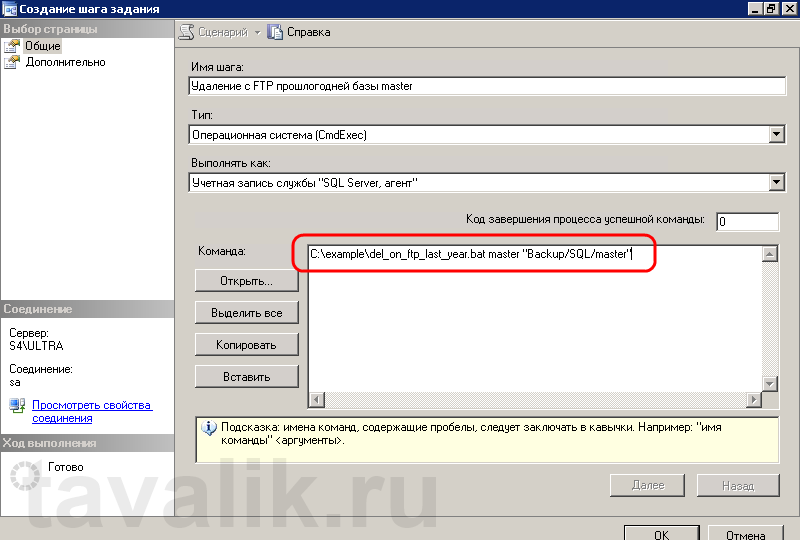 Создание шага задания
Выбор страницы
Общие
Дополнительно
Сценарий
Справка
Имя шага:
Удаление с FTP прошлогодней базы master
Тип:
Операционная система (CmdExec)
Выполнять как:
Учетная запись службы "SQL Server, агент"
Код завершения процесса успешной команды:
0
Команда:
C:\example\del_on_ftp_last_year.bat master "Backup/SQL/master"
Открыть...
Выделить все
Копировать
Вставить
Соединение
Сервер:
S4\ULTRA
Соединение:
sa
Просмотреть свойства
соединения
Ход выполнения
Готово
Подсказка: имена команд, содержащие пробелы, следует заключать в кавычки. Например: "имя
команды" <аргументы>.
Далее
Назад
OK
Отмена
tavalik.ru